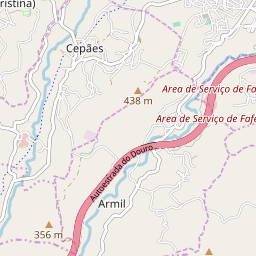 ristina)
Cepães
438 m
Area de Serviço de Fa
Area de Serviço de Fafe
Autoestrada do Douro
Armil
356 m